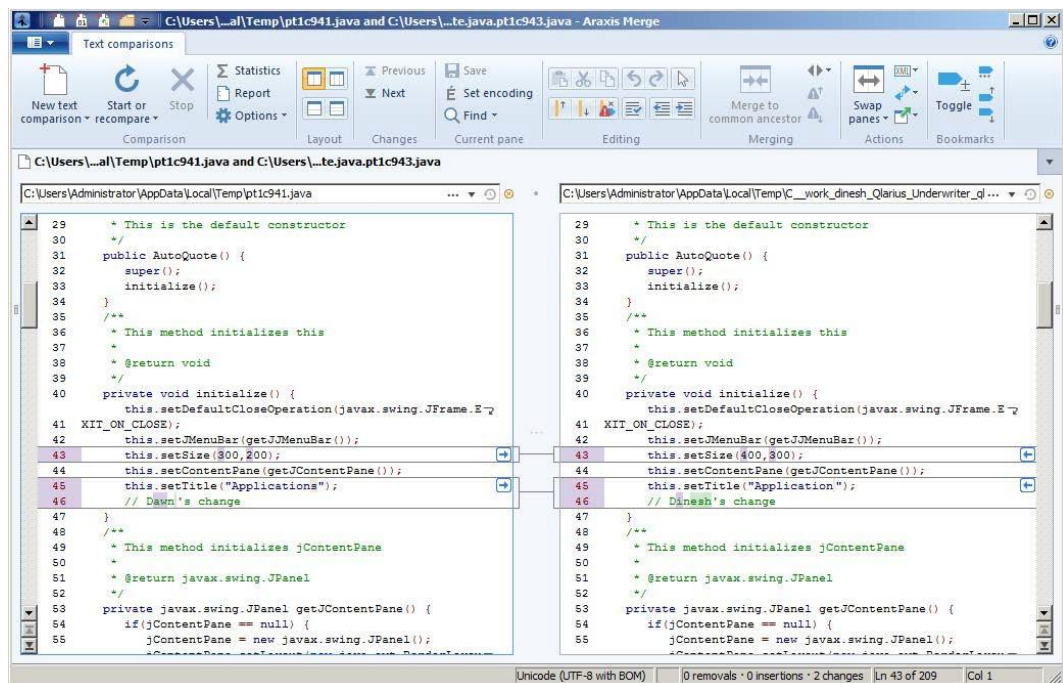 C:\Users\...al\Temp\pt1c941.java and C:\Users\...te.java.pt1c943.java - Araxis Merge
Text comparisons
New text comparison
Start or recompare
Stop
Statistics
Report
Options
Comparison
Layout
Previous
Next
Changes
Save
Set encoding
Find
Current pane
Editing
Merge to common ancestor
Merging
Swap panes
XML
Actions
Toggle
Bookmarks
C:\Users\...al\Temp\pt1c941.java and C:\Users\...te.java.pt1c943.java
C:\Users\Administrator\AppData\Local\Temp\pt1c941.java ...
29 * This is the default constructor
30 */
31 public AutoQuote() {
32 super();
33 initialize();
34 }
35 /**
36 * This method initializes this
37 *
38 * @return void
39 */
40 private void initialize() {
this.setDefaultCloseOperation(javax.swing.JFrame.E
41 XIT_ON_CLOSE);
42 this.setJMenuBar(getJJMenuBar());
43 this.setSize(300,200);
44 this.setContentPane(getJContentPane());
45 this.setTitle("Applications");
46 // Dawn's change
47 }
48 /**
49 * This method initializes jContentPane
50 *
51 * @return javax.swing.JPanel
52 */
53 private javax.swing.JPanel getJContentPane() {
54 if(jContentPane == null) {
55 jContentPane = new javax.swing.JPanel();
C:\Users\Administrator\AppData\Local\Temp\C__work_dinesh_Qlarius_Underwriter_ql ...
29 * This is the default constructor
30 */
31 public AutoQuote() {
32 super();
33 initialize();
34 }
35 /**
36 * This method initializes this
37 *
38 * @return void
39 */
40 private void initialize() {
this.setDefaultCloseOperation(javax.swing.JFrame.E
41 XIT_ON_CLOSE);
42 this.setJMenuBar(getJJMenuBar());
43 this.setSize(400,300);
44 this.setContentPane(getJContentPane());
45 this.setTitle("Application");
46 // Dinesh's change
47 }
48 /**
49 * This method initializes jContentPane
50 *
51 * @return javax.swing.JPanel
52 */
53 private javax.swing.JPanel getJContentPane() {
54 if(jContentPane == null) {
55 jContentPane = new javax.swing.JPanel();
Unicode (UTF-8 with BOM)
0 removals · 0 insertions · 2 changes
Ln 43 of 209
Col 1